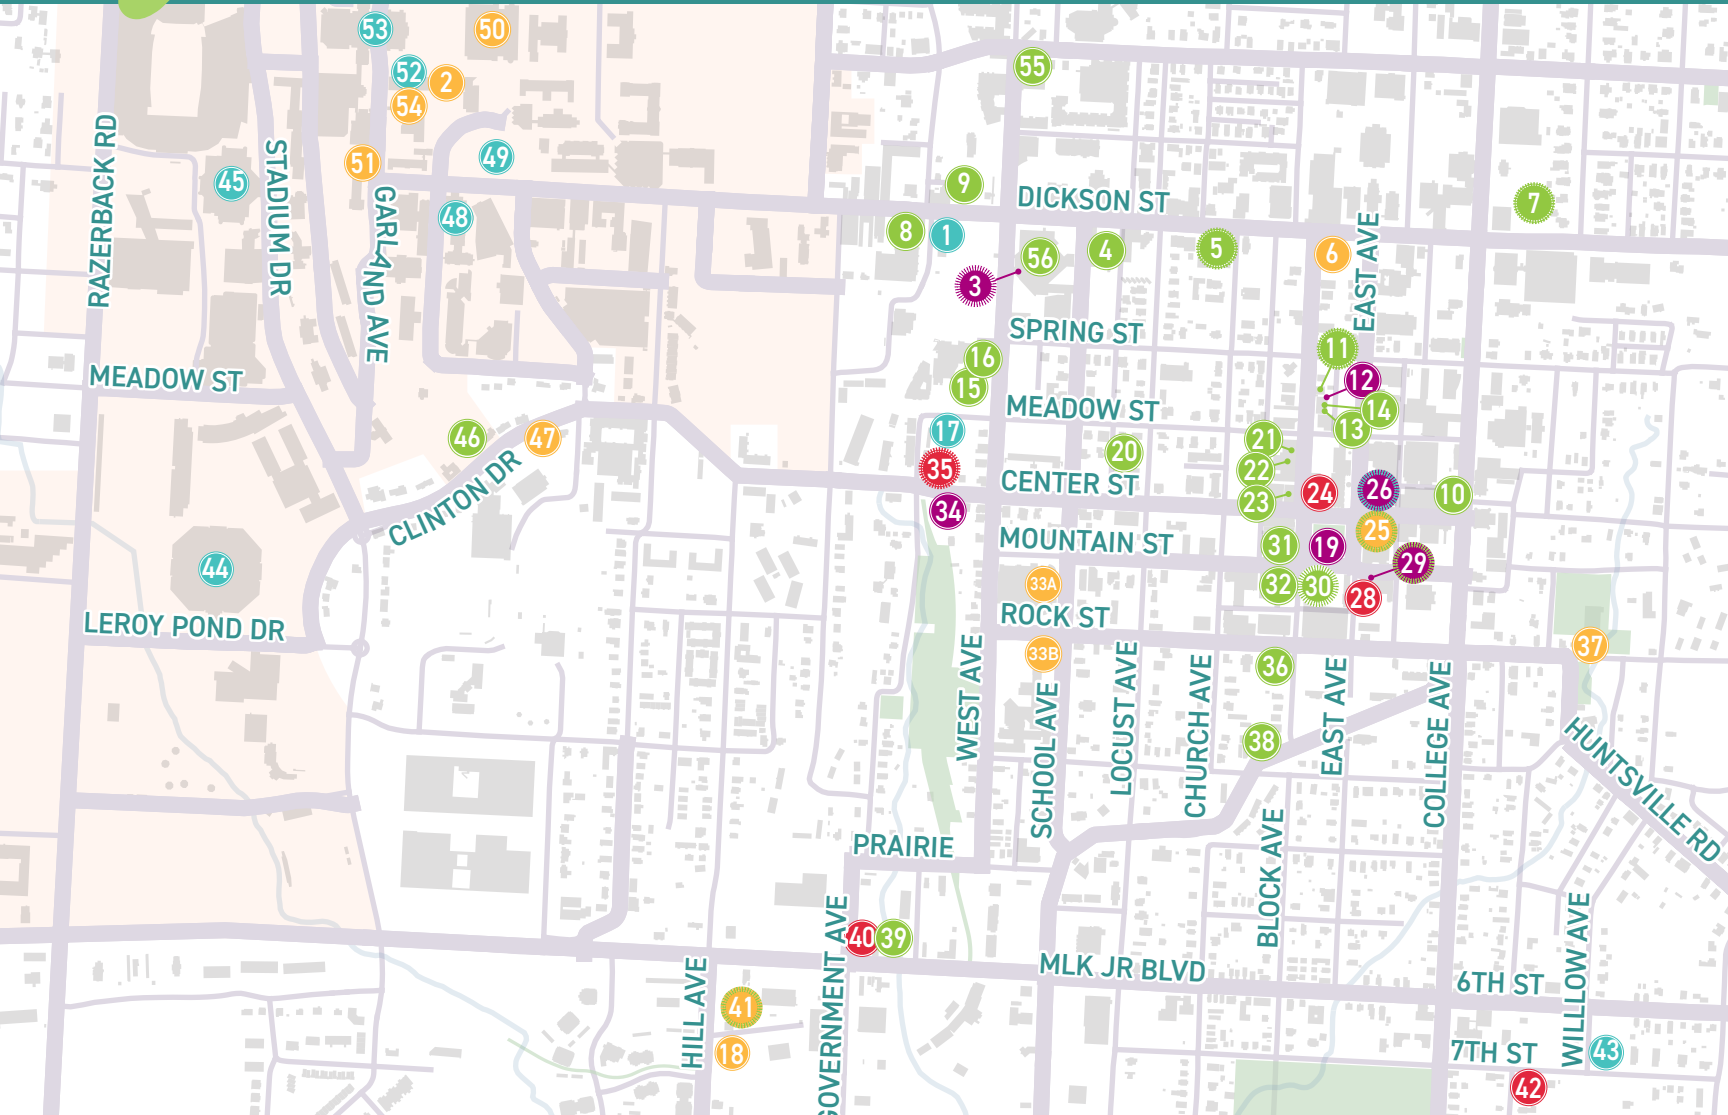 53
50
52
2
54
55
51
49
45
9
7
48
DICKSON ST
8
1
5
4
6
56
3
RAZERBACK RD
STADIUM DR
GARLAND AVE
EAST AVE
SPRING ST
11
16
12
15
MEADOW ST
MEADOW ST
14
13
17
46
47
21
20
35
22
CENTER ST
24
26
10
23
34
CLINTON DR
25
MOUNTAIN ST
31
19
29
44
33A
32
30
28
ROCK ST
LEROY POND DR
37
33B
36
WEST AVE
SCHOOL AVE
LOCUST AVE
CHURCH AVE
EAST AVE
COLLEGE AVE
38
HUNTSVILLE RD
PRAIRIE
BLOCK AVE
40
39
MLK JR BLVD
6TH ST
WILLLOW AVE
HILL AVE
GOVERNMENT AVE
41
18
7TH ST
43
42